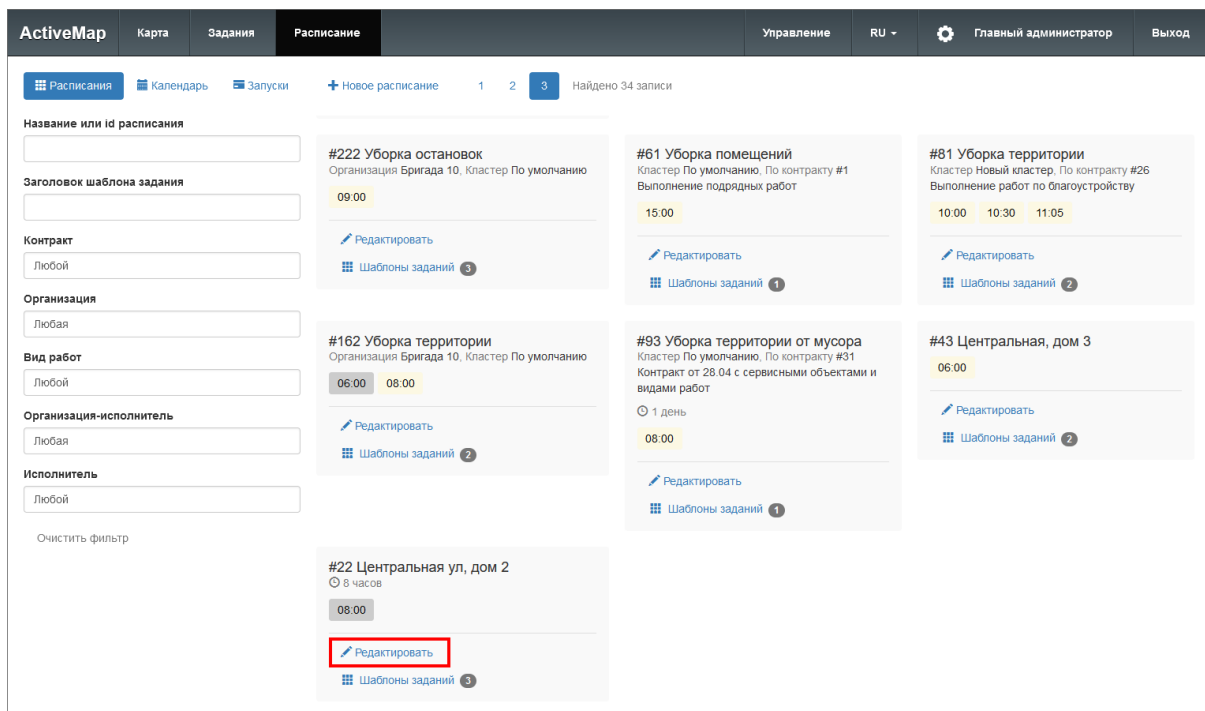 ActiveMap Карта Задания Расписание Управление RU Главный администратор Выход
Расписания Календарь Запуски Новое расписание 1 2 3 Найдено 34 записи
Название или id расписания
Заголовок шаблона задания
Контракт
Любой
Организация
Любая
Вид работ
Любой
Организация-исполнитель
Любая
Исполнитель
Любой
Очистить фильтр
#222 Уборка остановок
Организация Бригада 10, Кластер По умолчанию
09:00
Редактировать
Шаблоны заданий 3
#61 Уборка помещений
Кластер По умолчанию, По контракту #1
Выполнение подрядных работ
15:00
Редактировать
Шаблоны заданий 1
#81 Уборка территории
Кластер Новый кластер, По контракту #26
Выполнение работ по благоустройству
10:00 10:30 11:05
Редактировать
Шаблоны заданий 2
#162 Уборка территории
Организация Бригада 10, Кластер По умолчанию
06:00 08:00
Редактировать
Шаблоны заданий 2
#93 Уборка территории от мусора
Кластер По умолчанию, По контракту #31
Контракт от 28.04 с сервисными объектами и
видами работ
1 день
08:00
Редактировать
Шаблоны заданий 1
#43 Центральная, дом 3
06:00
Редактировать
Шаблоны заданий 2
#22 Центральная ул, дом 2
8 часов
08:00
Редактировать
Шаблоны заданий 3